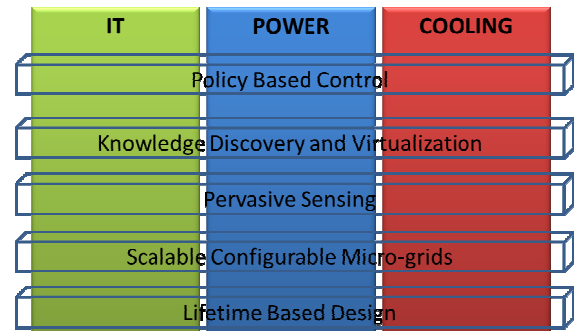 IT POWER COOLING
Policy Based Control
Knowledge Discovery and Virtualization
Pervasive Sensing
Scalable Configurable Micro-grids
Lifetime Based Design